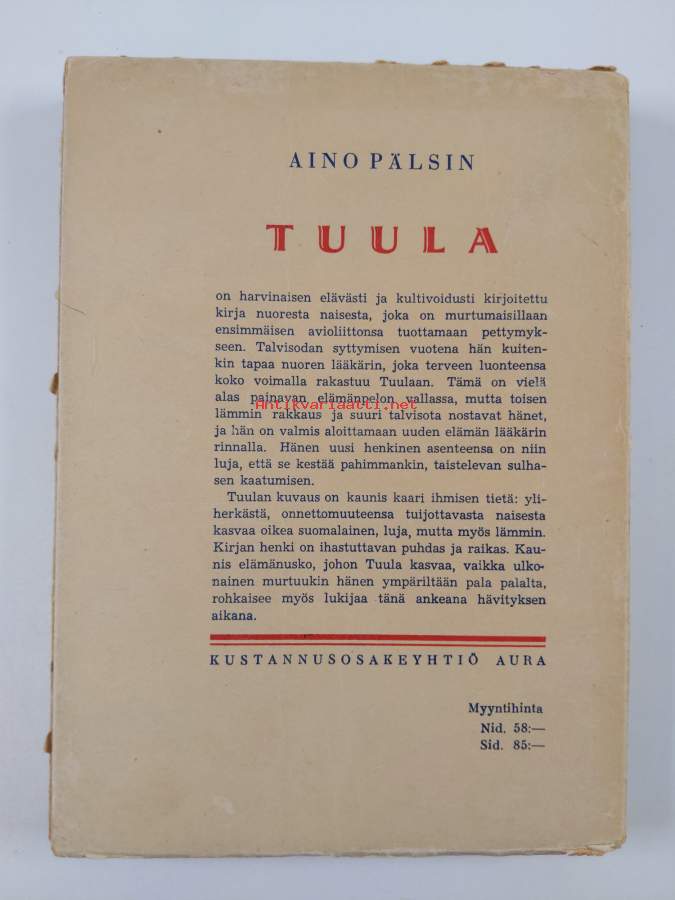 AINO PÄLSIN
TUULA
on harvinaisen elävästi ja kultivoidusti kirjoitettu
kirja nuoresta naisesta, joka on murtumaisillaan
ensimmäisen avioliittonsa tuottamaan pettymyk-
seen. Talvisodan syttymisen vuotena hän kuiten-
kin tapaa nuoren lääkärin, joka terveen luonteensa
koko voimalla rakastuu Tuulaan. Tämä on vielä
alas painavan elämänpelon vallassa, mutta toisen
Antikvariaatti.net
lämmin rakkaus ja suuri talvisota nostavat hänet,
ja hän on valmis aloittamaan uuden elämän lääkärin
rinnalla. Hänen uusi henkinen asenteensa on niin
luja, että se kestää pahimmankin, taistelevan sulha-
sen kaatumisen.
Tuulan kuvaus on kaunis kaari ihmisen tietä: yli-
herkästä, onnettomuuteensa tuijottavasta naisesta
kasvaa oikea suomalainen, luja, mutta myös lämmin.
Kirjan henki on ihastuttavan puhdas ja raikas. Kau-
nis elämänusko, johon Tuula kasvaa, vaikka ulko-
nainen murtuukin hänen ympäriltään pala palalta,
rohkaisee myös lukijaa tänä ankeana hävityksen
aikana.
KUSTANNUSOSAKEYHTIÖ AURA
Myyntihinta
Nid. 58:—
Sid. 85:—